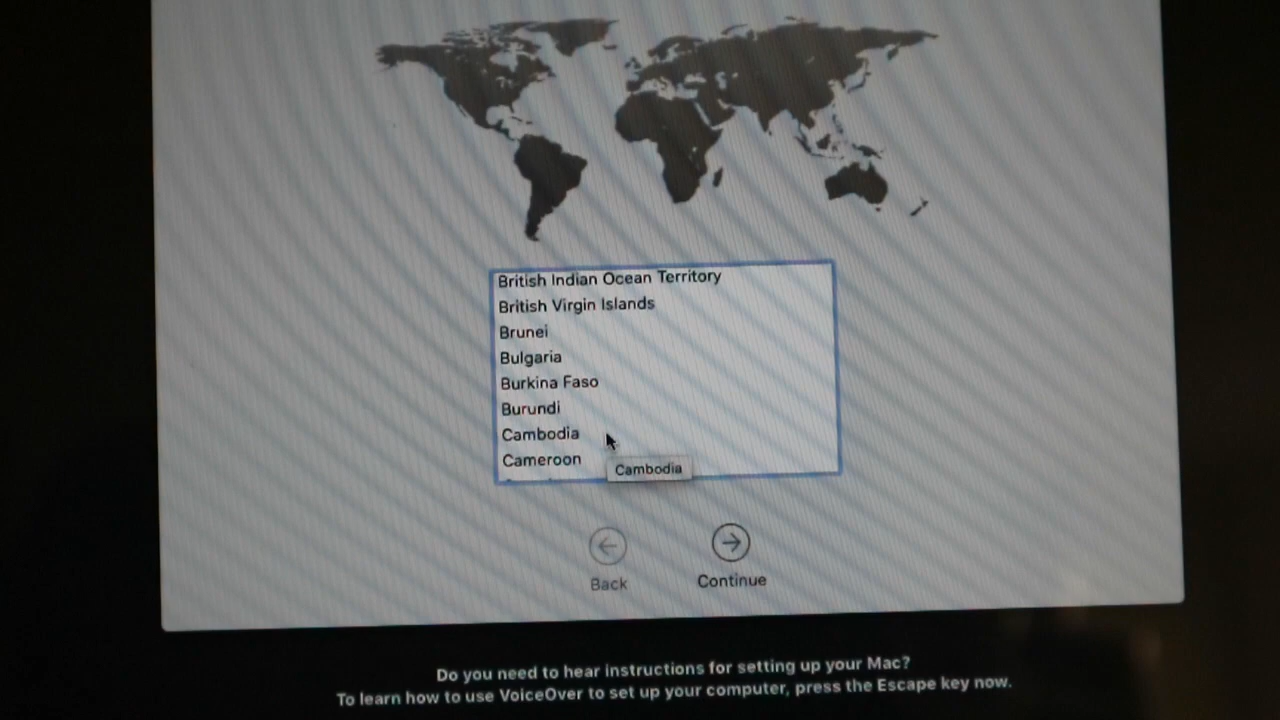 British Indian Ocean Territory
British Virgin Islands
Brunei
Bulgaria
Burkina Faso
Burundi
Cambodia
Cameroon
Cambodia
Back
Continue
Do you need to hear instructions for setting up your Mac?
To learn how to use VoiceOver to set up your computer, press the Escape key now.